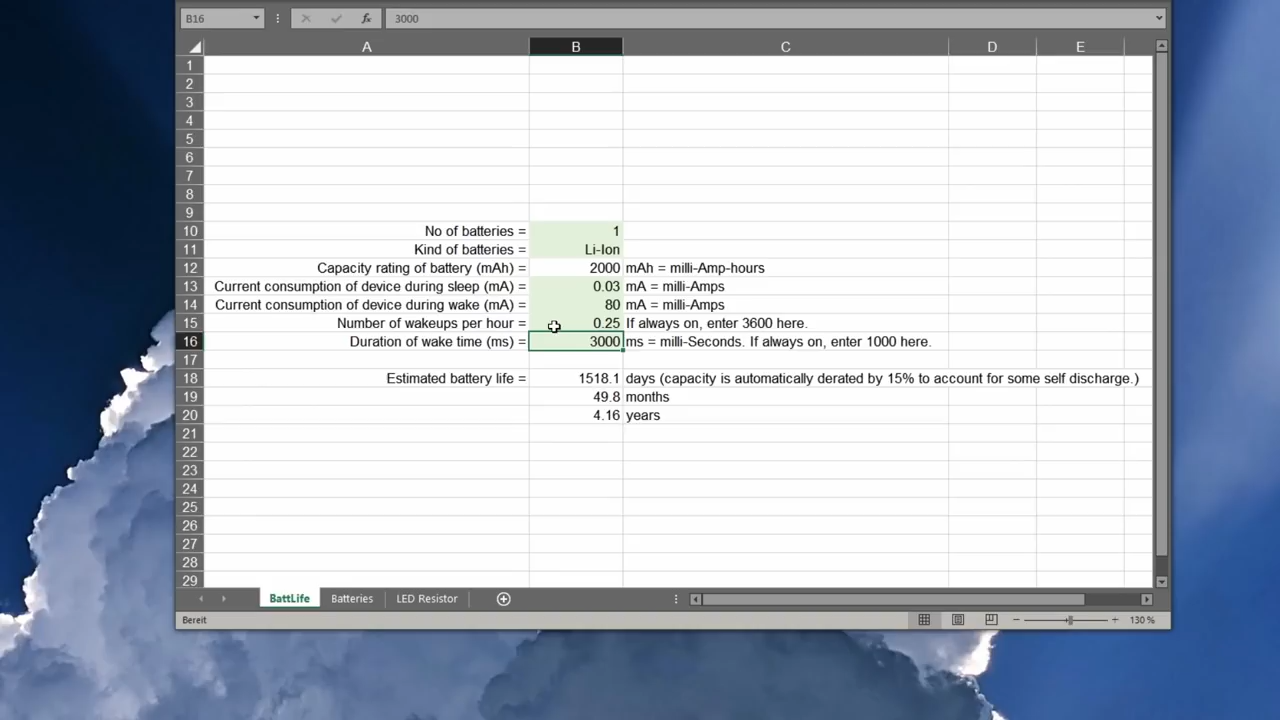 B16 3000
A B C D E
1
2
3
4
5
6
7
8
9
10 No of batteries = 1
11 Kind of batteries = Li-Ion
12 Capacity rating of battery (mAh) = 2000 mAh = milli-Amp-hours
13 Current consumption of device during sleep (mA) = 0.03 mA = milli-Amps
14 Current consumption of device during wake (mA) = 80 mA = milli-Amps
15 Number of wakeups per hour = 0.25 If always on, enter 3600 here.
16 Duration of wake time (ms) = 3000 ms = milli-Seconds. If always on, enter 1000 here.
17
18 Estimated battery life = 1518.1 days (capacity is automatically derated by 15% to account for some self discharge.)
19 49.8 months
20 4.16 years
21
22
23
24
25
26
27
28
29
BattLife Batteries LED Resistor
Bereit 130 %